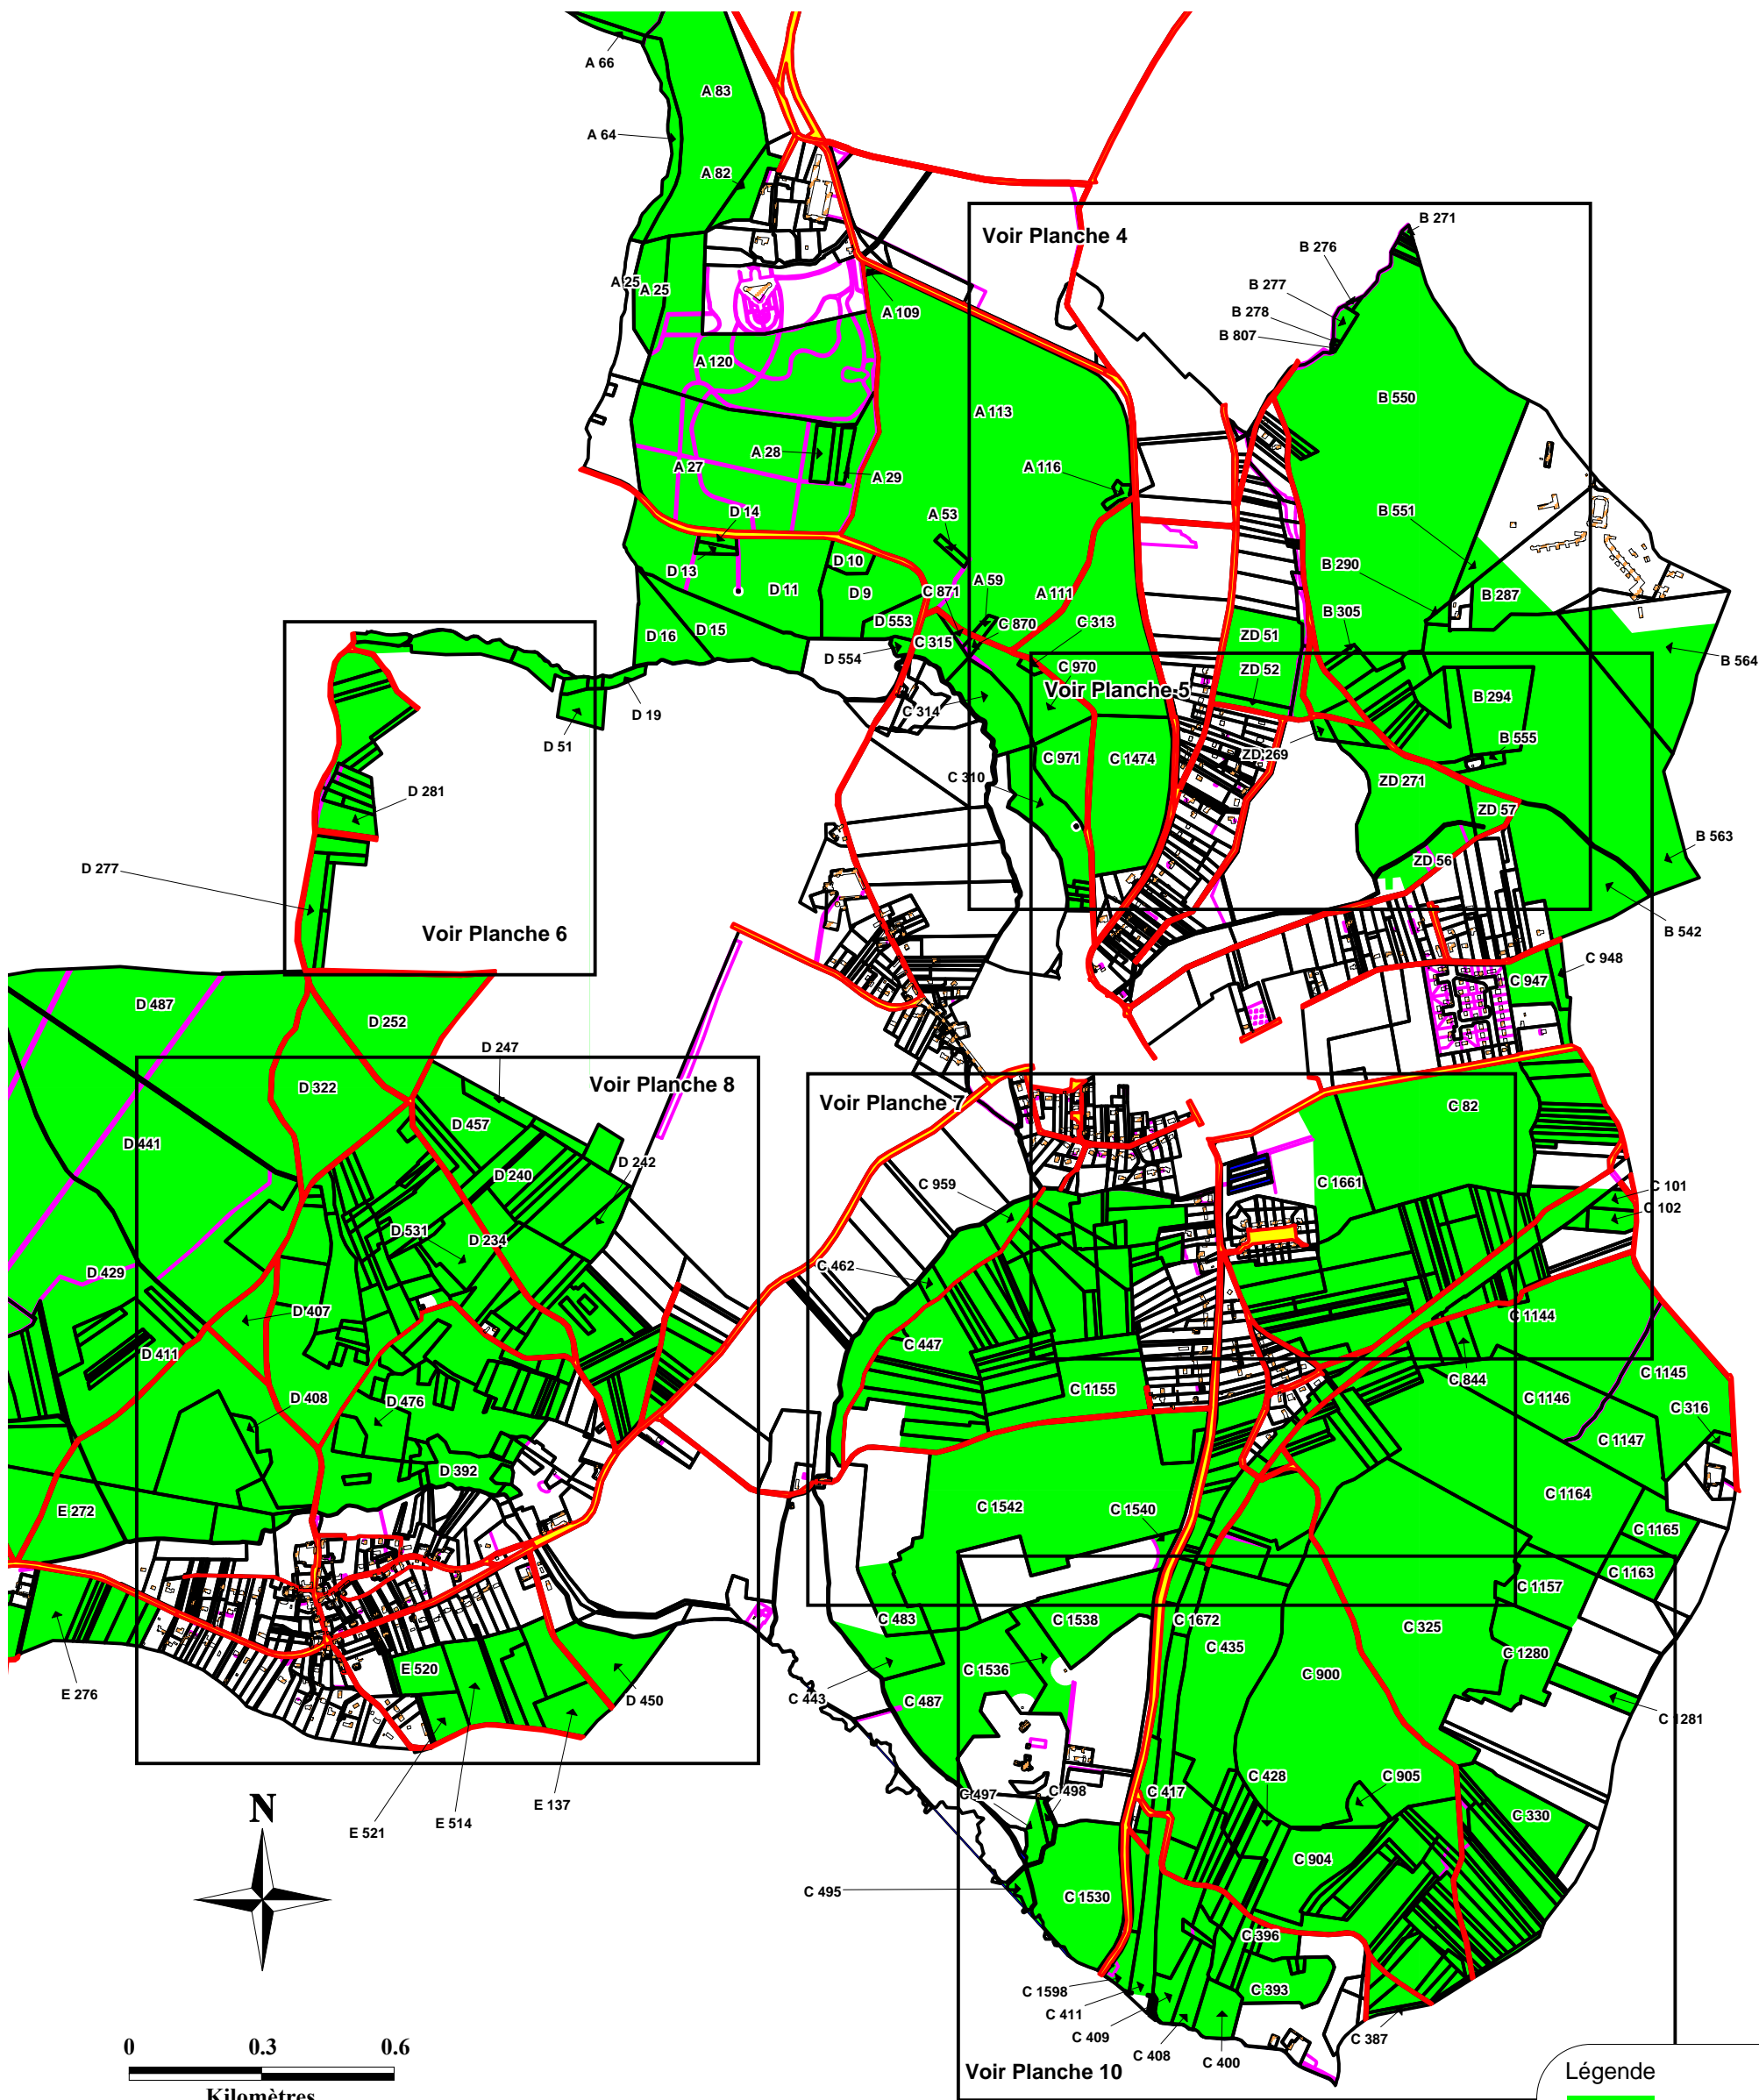 A 66
A 83
A 64
A 82
Voir Planche 4
B 271
B 276
A 25
A 25
B 277
B 278
B 807
A 109
A 120
B 550
A 113
A 28
A 27
A 116
A 29
D 14
A 53
B 551
D 10
D 13
D 11
B 290
A 59
C 871
D 9
A 111
B 287
B 305
C 313
D 553
C 870
ZD 51
D 16
D 15
C 315
D 554
C 970
ZD 52
B 564
Voir Planche 5
B 294
C 314
D 19
D 51
B 555
ZD 269
C 971
C 1474
C 310
ZD 271
D 281
ZD 57
B 563
ZD 56
D 277
Voir Planche 6
B 542
C 948
C 947
D 487
D 252
D 247
Voir Planche 8
D 322
Voir Planche 7
C 82
D 457
D 441
D 242
D 240
C 959
C 1661
C 101
C 102
D 531
D 234
C 462
D 429
D 407
C 1144
C 447
D 411
C 1145
C 844
C 1155
C 1146
D 408
D 476
C 316
C 1147
D 392
C 1164
C 1542
C 1540
E 272
C 1165
C 1163
C 1157
C 483
C 1538
C 1672
C 325
C 435
C 1280
E 520
C 1536
C 900
E 276
D 450
C 443
C 487
C 1281
C 905
C 428
C 497
C 498
C 417
E 137
C 330
N
E 514
E 521
C 904
C 495
C 1530
C 396
C 1598
C 393
C 411
C 409
C 387
0 0.3 0.6
C 408
C 400
Voir Planche 10
Légende
Kilomètres